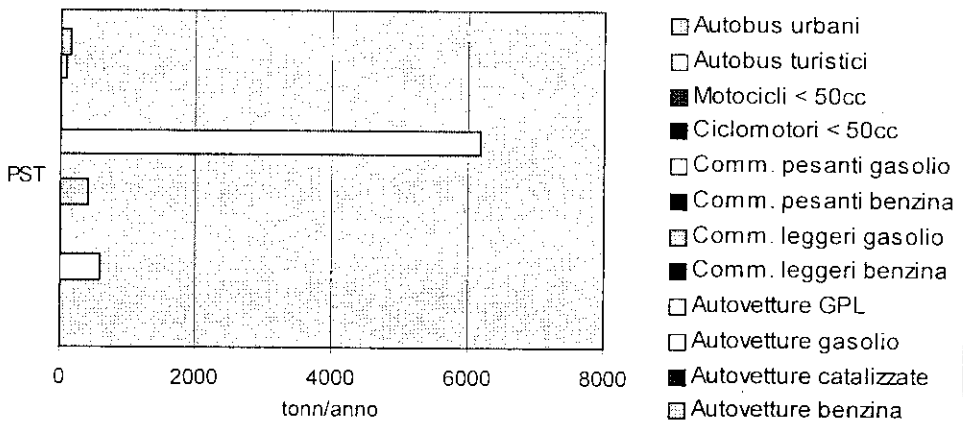 PST
0 2000 4000 6000 8000
tonn/anno
Autobus urbani
Autobus turistici
Motocicli < 50cc
Ciclomotori < 50cc
Comm. pesanti gasolio
Comm. pesanti benzina
Comm. leggeri gasolio
Comm. leggeri benzina
Autovetture GPL
Autovetture gasolio
Autovetture catalizzate
Autovetture benzina